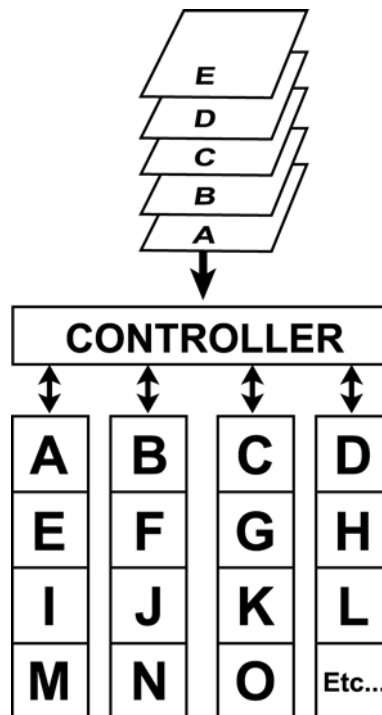 E
D
C
B
A
CONTROLLER
A B C D
E F G H
I J K L
M N O Etc...